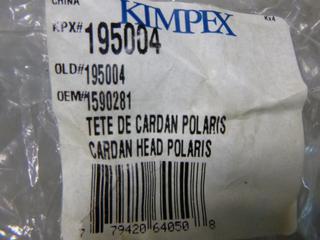 CHINA
KIMPEX
Kx4
KPX# 195004
OLD# 195004
OEM# 1590281
TETE DE CARDAN POLARIS
CARDAN HEAD POLARIS
7 79420 64050 8